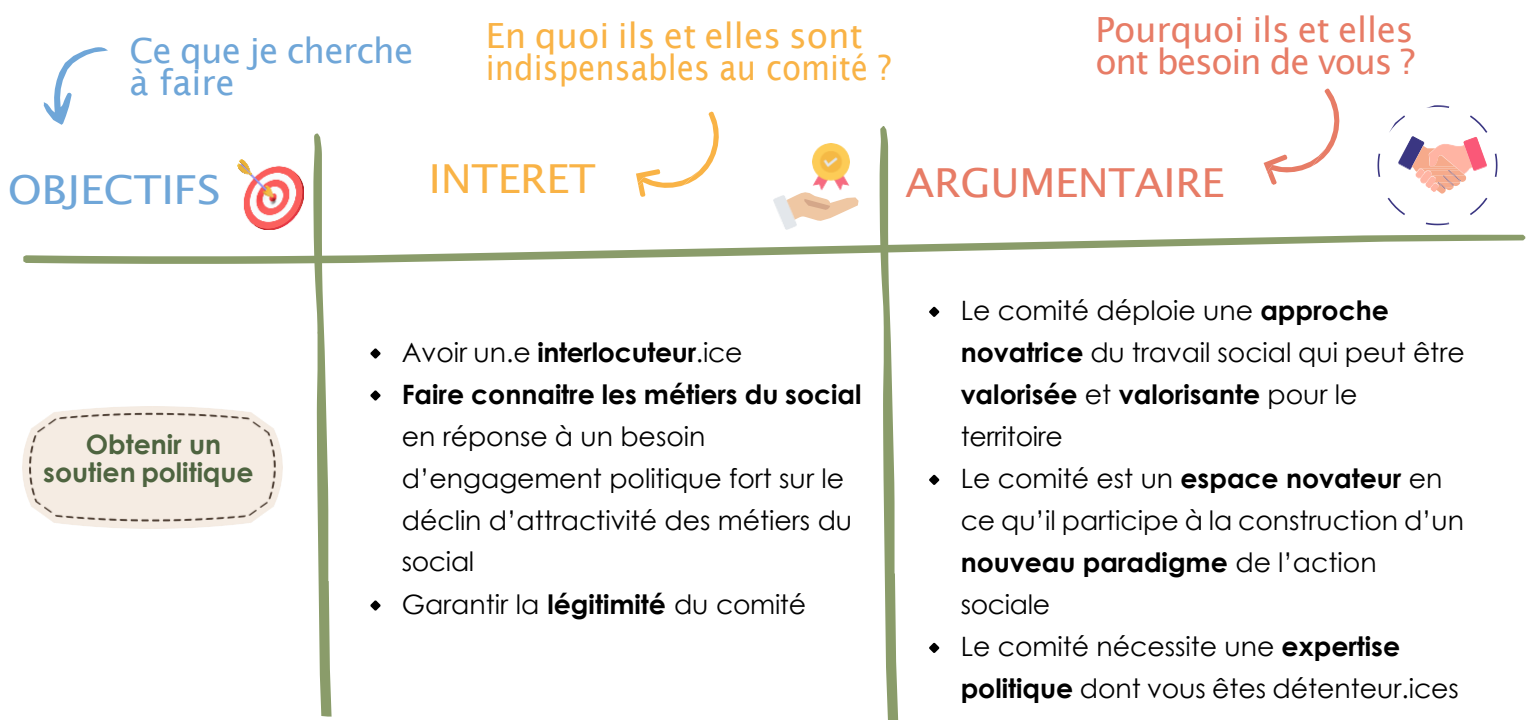 Ce que je cherche
à faire
En quoi ils et elles sont
indispensables au comité ?
Pourquoi ils et elles
ont besoin de vous ?
OBJECTIFS
INTERET
ARGUMENTAIRE
Obtenir un
soutien politique
• Avoir un.e interlocuteur.ice
• Faire connaitre les métiers du social
en réponse à un besoin
d’engagement politique fort sur le
déclin d’attractivité des métiers du
social
• Garantir la légitimité du comité
• Le comité déploie une approche
novatrice du travail social qui peut être
valorisée et valorisante pour le
territoire
• Le comité est un espace novateur en
ce qu’il participe à la construction d’un
nouveau paradigme de l’action
sociale
• Le comité nécessite une expertise
politique dont vous êtes détenteur.ices